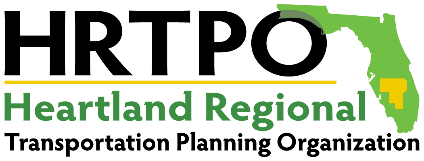 HRTPO
Heartland Regional
Transportation Planning Organization